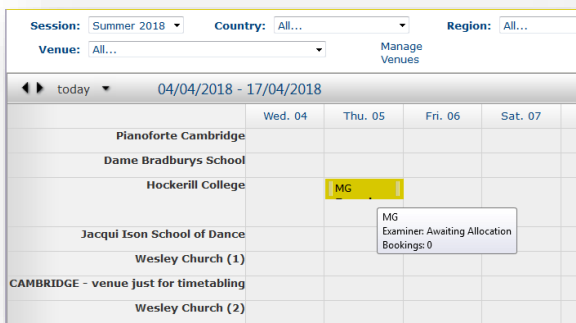 Session: Summer 2018 Country: All... Region: All...
Venue: All... Manage Venues
today 04/04/2018 - 17/04/2018
Wed. 04 Thu. 05 Fri. 06 Sat. 07
Pianoforte Cambridge
Dame Bradburys School
Hockerill College MG
MG
Examiner: Awaiting Allocation
Bookings: 0
Jacqui Ison School of Dance
Wesley Church (1)
CAMBRIDGE - venue just for timetabling
Wesley Church (2)